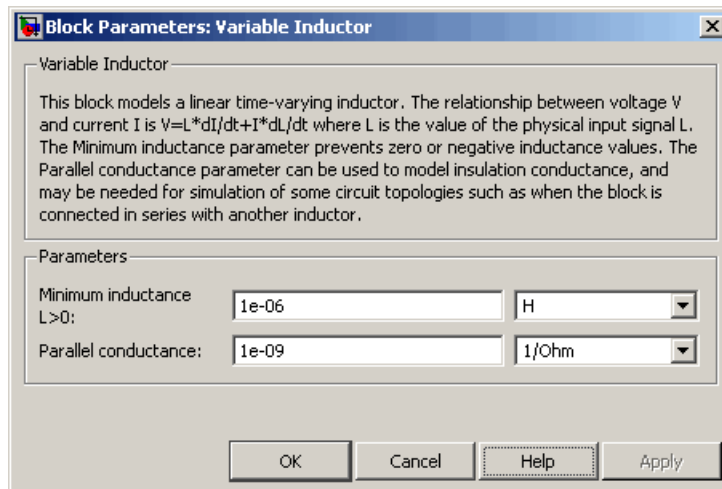 Block Parameters: Variable Inductor
Variable Inductor
This block models a linear time-varying inductor. The relationship between voltage V
and current I is V=L*dI/dt+I*dL/dt where L is the value of the physical input signal L.
The Minimum inductance parameter prevents zero or negative inductance values. The
Parallel conductance parameter can be used to model insulation conductance, and
may be needed for simulation of some circuit topologies such as when the block is
connected in series with another inductor.
Parameters
Minimum inductance
L>0:
1e-06
H
Parallel conductance:
1e-09
1/Ohm
OK
Cancel
Help
Apply